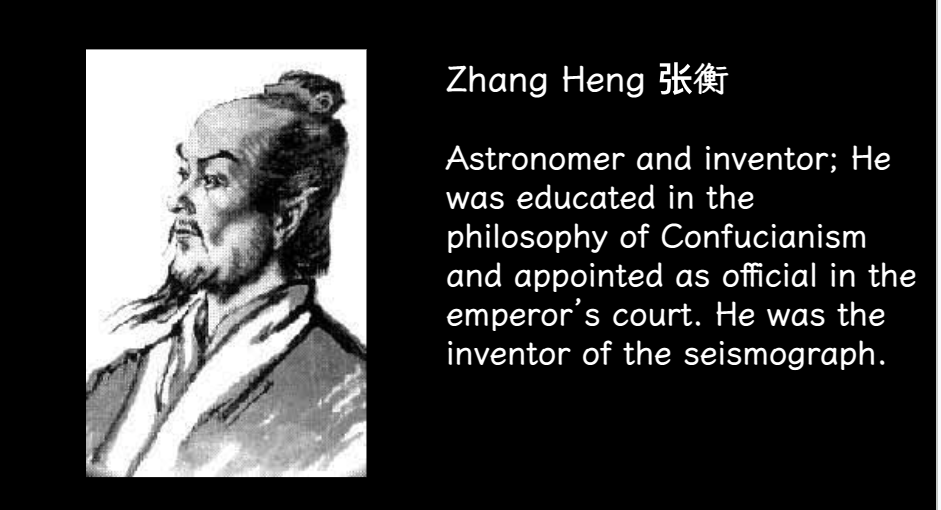 Zhang Heng 张衡
Astronomer and inventor; He
was educated in the
philosophy of Confucianism
and appointed as official in the
emperor's court. He was the
inventor of the seismograph.